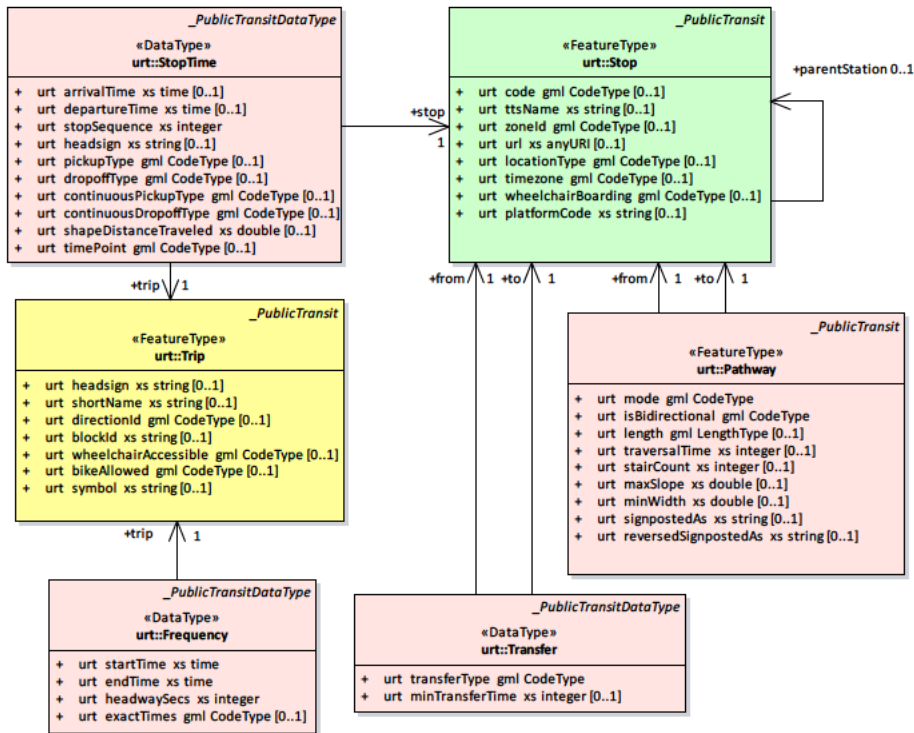 _PublicTransitDataType
«DataType»
urt::StopTime
+ urt arrivalTime xs time [0..1]
+ urt departureTime xs time [0..1]
+ urt stopSequence xs integer
+ urt headsign xs string [0..1]
+ urt pickupType gml CodeType [0..1]
+ urt dropoffType gml CodeType [0..1]
+ urt continuousPickupType gml CodeType [0..1]
+ urt continuousDropoffType gml CodeType [0..1]
+ urt shapeDistanceTraveled xs double [0..1]
+ urt timePoint gml CodeType [0..1]
+stop
1
_PublicTransit
«FeatureType»
urt::Stop
+ urt code gml CodeType [0..1]
+ urt ttsName xs string [0..1]
+ urt zoneId gml CodeType [0..1]
+ urt url xs anyURI [0..1]
+ urt locationType gml CodeType [0..1]
+ urt timezone gml CodeType [0..1]
+ urt wheelchairBoarding gml CodeType [0..1]
+ urt platformCode xs string [0..1]
+parentStation 0..1
+trip 1
+from 1 +to 1 +from 1 +to 1
_PublicTransit
«FeatureType»
urt::Trip
+ urt headsign xs string [0..1]
+ urt shortName xs string [0..1]
+ urt directionId gml CodeType [0..1]
+ urt blockId xs string [0..1]
+ urt wheelchairAccessible gml CodeType [0..1]
+ urt bikeAllowed gml CodeType [0..1]
+ urt symbol xs string [0..1]
_PublicTransit
«FeatureType»
urt::Pathway
+ urt mode gml CodeType
+ urt isBidirectional gml CodeType
+ urt length gml LengthType [0..1]
+ urt traversalTime xs integer [0..1]
+ urt stairCount xs integer [0..1]
+ urt maxSlope xs double [0..1]
+ urt minWidth xs double [0..1]
+ urt signpostedAs xs string [0..1]
+ urt reversedSignpostedAs xs string [0..1]
+trip 1
_PublicTransitDataType
«DataType»
urt::Frequency
+ urt startTime xs time
+ urt endTime xs time
+ urt headwaySecs xs integer
+ urt exactTimes gml CodeType [0..1]
_PublicTransitDataType
«DataType»
urt::Transfer
+ urt transferType gml CodeType
+ urt minTransferTime xs integer [0..1]